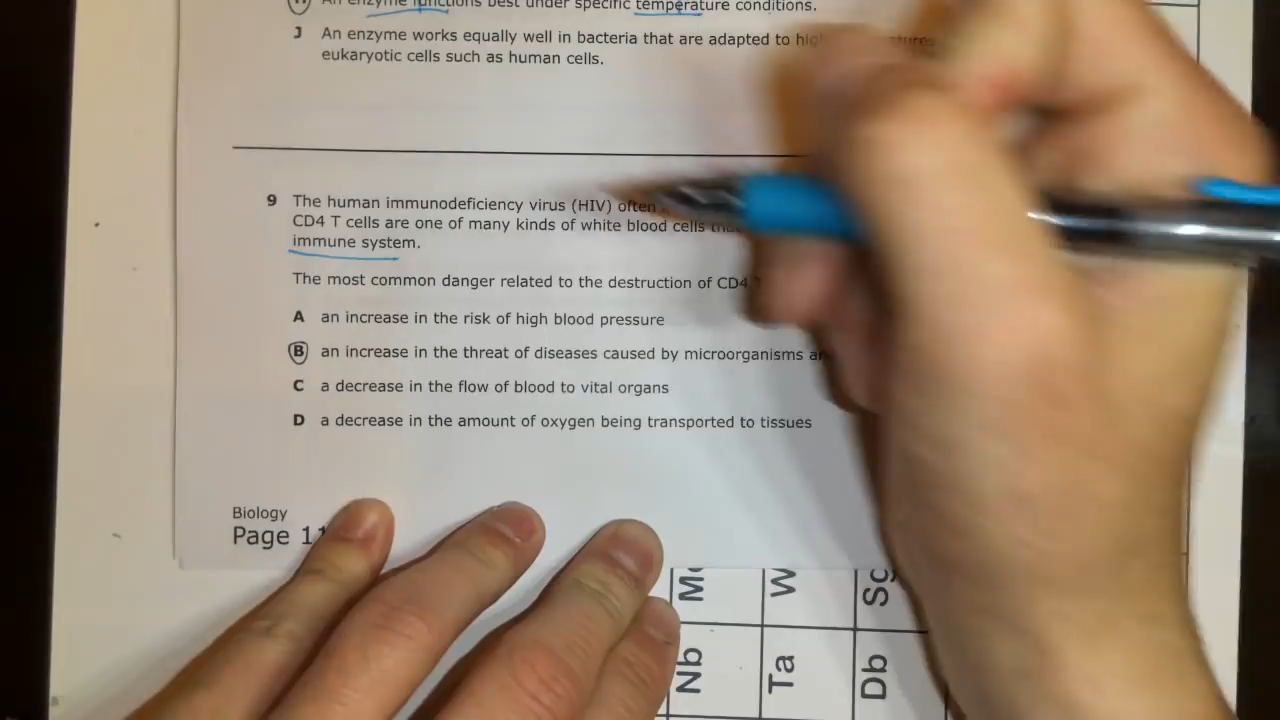 An enzyme functions best under specific temperature conditions.
J An enzyme works equally well in bacteria that are adapted to
eukaryotic cells such as human cells.
9 The human immunodeficiency virus (HIV) often
CD4 T cells are one of many kinds of white blood cells
immune system.
The most common danger related to the destruction of CD4
A an increase in the risk of high blood pressure
B an increase in the threat of diseases caused by microorganisms
C a decrease in the flow of blood to vital organs
D a decrease in the amount of oxygen being transported to tissues
Biology
Page
Nb
Ta W
Db